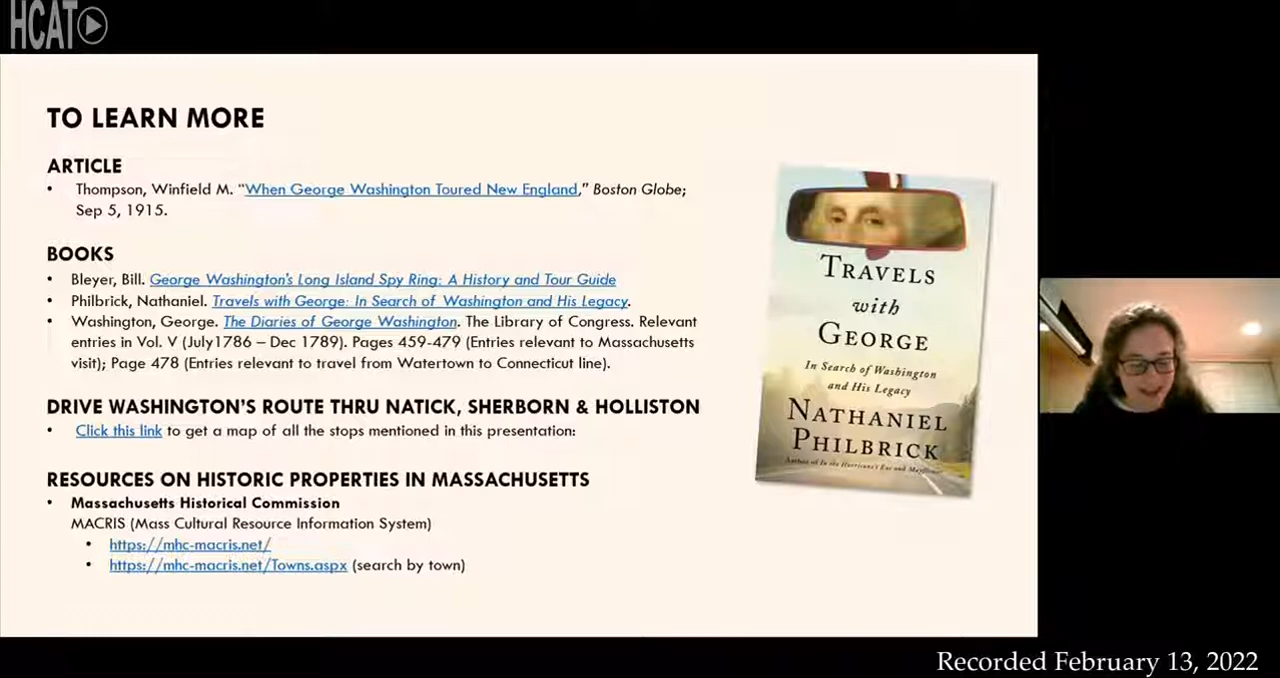 HCAT
TO LEARN MORE
ARTICLE
• Thompson, Winfield M. “When George Washington Toured New England,” Boston Globe;
Sep 5, 1915.
BOOKS
• Bleyer, Bill. George Washington’s Long Island Spy Ring: A History and Tour Guide
• Philbrick, Nathaniel. Travels with George: In Search of Washington and His Legacy.
• Washington, George. The Diaries of George Washington. The Library of Congress. Relevant
entries in Vol. V (July1786 – Dec 1789). Pages 459-479 (Entries relevant to Massachusetts
visit); Page 478 (Entries relevant to travel from Watertown to Connecticut line).
DRIVE WASHINGTON’S ROUTE THRU NATICK, SHERBORN & HOLLISTON
• Click this link to get a map of all the stops mentioned in this presentation:
RESOURCES ON HISTORIC PROPERTIES IN MASSACHUSETTS
• Massachusetts Historical Commission
MACRIS (Mass Cultural Resource Information System)
• https://mhc-macris.net/
• https://mhc-macris.net/Towns.aspx (search by town)
TRAVELS
with
GEORGE
In Search of Washington
and His Legacy
NATHANIEL
PHILBRICK
Author of In the Hurricane's Eye and
Recorded February 13, 2022